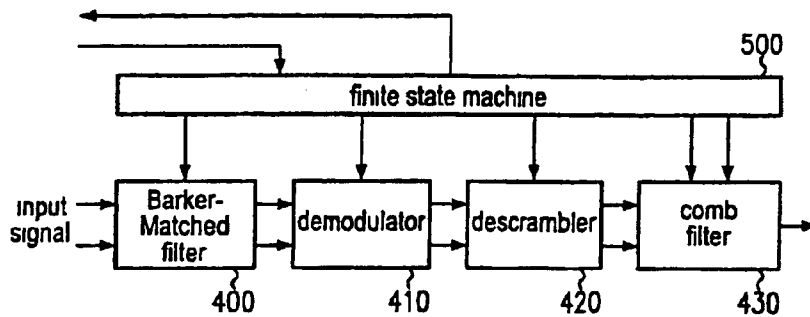 500
finite state machine
input
signal
Barker-
Matched
filter
demodulator
descrambler
comb
filter
400
410
420
430